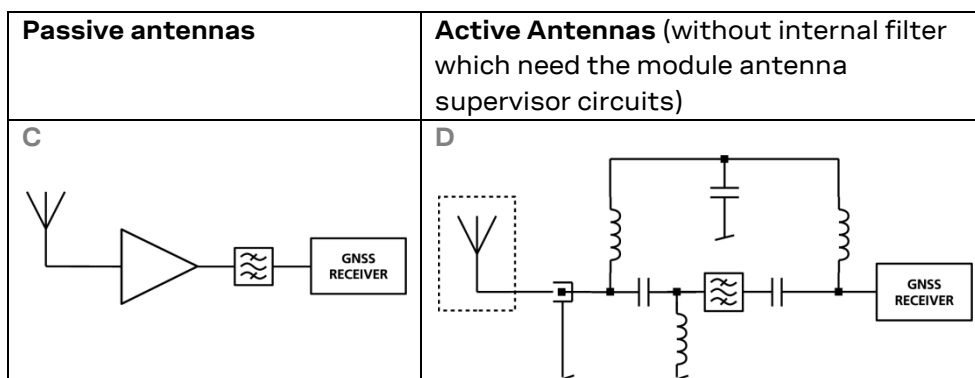 Passive antennas
Active Antennas (without internal filter
which need the module antenna
supervisor circuits)
C
GNSS
RECEIVER
D
GNSS
RECEIVER